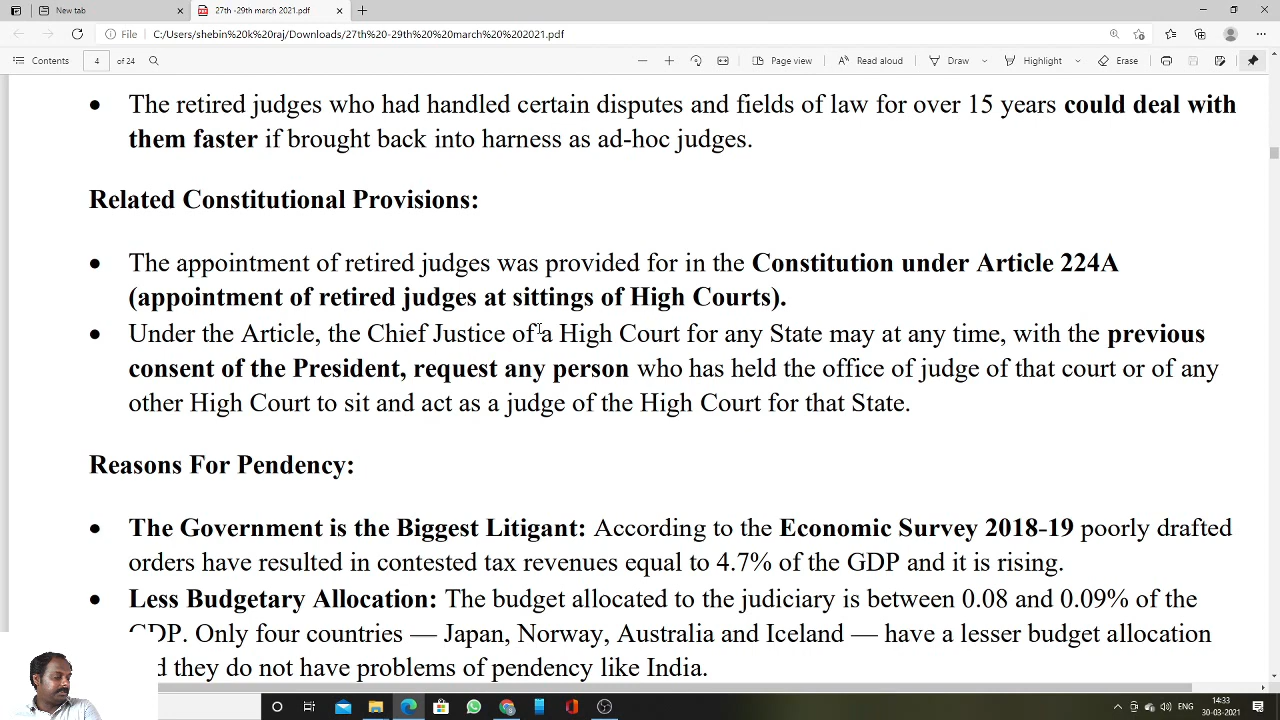 New tab
27th -29th march 2021.pdf
File
C:/Users/shebin%20k%20raj/Downloads/27th%20-29th%20%20march%20%202021.pdf
Contents
4
of 24
Page view
Read aloud
Draw
Highlight
Erase
• The retired judges who had handled certain disputes and fields of law for over 15 years could deal with
them faster if brought back into harness as ad-hoc judges.
Related Constitutional Provisions:
• The appointment of retired judges was provided for in the Constitution under Article 224A
(appointment of retired judges at sittings of High Courts).
• Under the Article, the Chief Justice of a High Court for any State may at any time, with the previous
consent of the President, request any person who has held the office of judge of that court or of any
other High Court to sit and act as a judge of the High Court for that State.
Reasons For Pendency:
• The Government is the Biggest Litigant: According to the Economic Survey 2018-19 poorly drafted
orders have resulted in contested tax revenues equal to 4.7% of the GDP and it is rising.
• Less Budgetary Allocation: The budget allocated to the judiciary is between 0.08 and 0.09% of the
GDP. Only four countries — Japan, Norway, Australia and Iceland — have a lesser budget allocation
they do not have problems of pendency like India.
ENG
14:33
30-03-2021